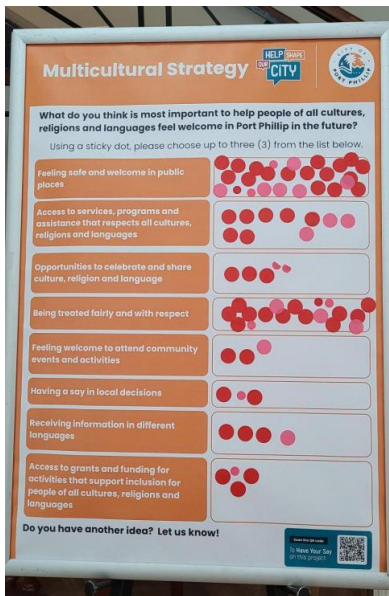 Multicultural Strategy
HELP SHAPE
OUR CITY
CITY OF
PORT PHILLIP
What do you think is most important to help people of all cultures,
religions and languages feel welcome in Port Phillip in the future?
Using a sticky dot, please choose up to three (3) from the list below.
Feeling safe and welcome in public
places
Access to services, programs and
assistance that respects all cultures,
religions and languages
Opportunities to celebrate and share
culture, religion and language
Being treated fairly and with respect
Feeling welcome to attend community
events and activities
Having a say in local decisions
Receiving information in different
languages
Access to grants and funding for
activities that support inclusion for
people of all cultures, religions and
languages
Do you have another idea? Let us know!
To Have Your Say
on this project